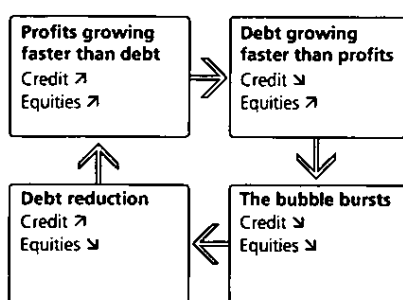 Profits growing
faster than debt
Credit ↗
Equities ↗
Debt growing
faster than profits
Credit ↘
Equities ↗
Debt reduction
Credit ↗
Equities ↘
The bubble bursts
Credit ↘
Equities ↘